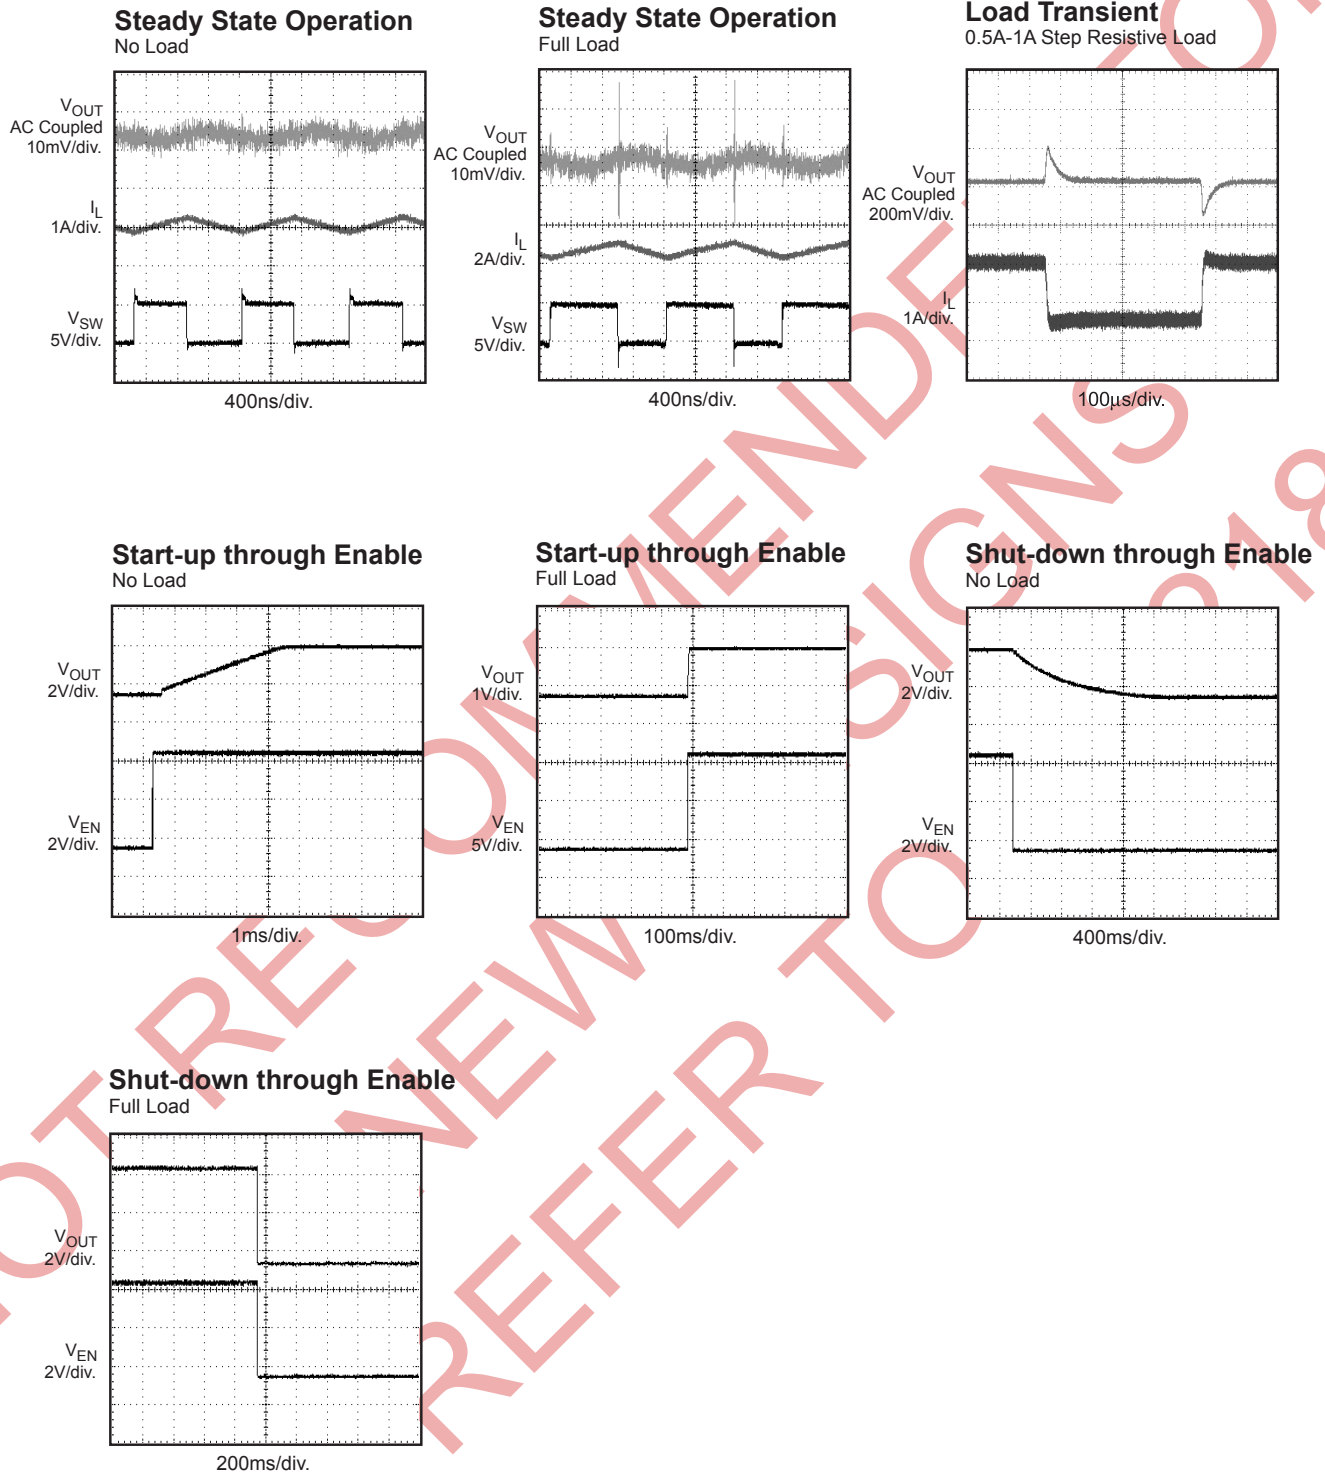 Steady State Operation
No Load
VOUT
AC Coupled
10mV/div.
IL
1A/div.
VSW
5V/div.
400ns/div.
Steady State Operation
Full Load
VOUT
AC Coupled
10mV/div.
IL
2A/div.
VSW
5V/div.
400ns/div.
Load Transient
0.5A-1A Step Resistive Load
VOUT
AC Coupled
200mV/div.
IL
1A/div.
100µs/div.
Start-up through Enable
No Load
VOUT
2V/div.
VEN
2V/div.
1ms/div.
Start-up through Enable
Full Load
VOUT
1V/div.
VEN
5V/div.
100ms/div.
Shut-down through Enable
No Load
VOUT
2V/div.
VEN
2V/div.
400ms/div.
Shut-down through Enable
Full Load
VOUT
2V/div.
VEN
2V/div.
200ms/div.
REFER TO